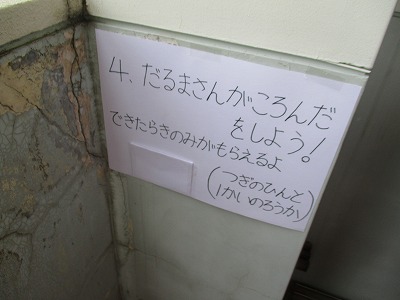 4、だるまさんがころんだ
をしよう!
できたらきのみがもらえるよ
(つぎのひんと
1かいのろうか)